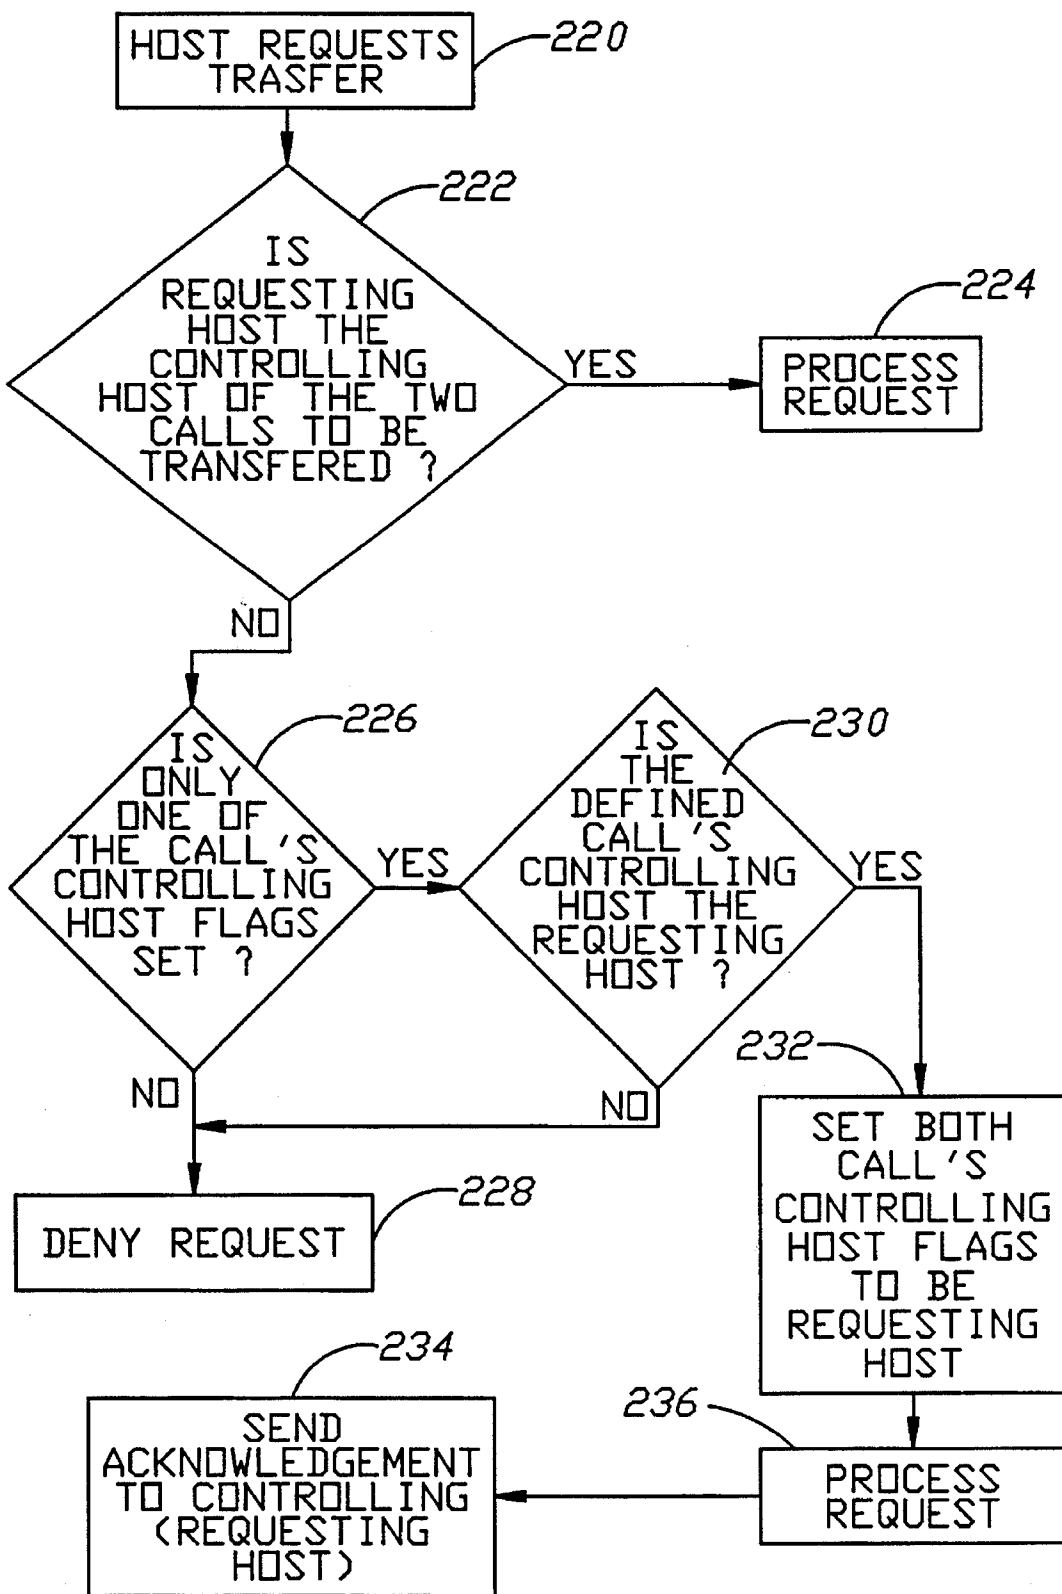 HOST REQUESTS
TRASFER
220
222
IS
REQUESTING
HOST THE
CONTROLLING
HOST OF THE TWO
CALLS TO BE
TRANSFERED ?
YES
224
PROCESS
REQUEST
NO
226
IS
ONLY
ONE OF
THE CALL'S
CONTROLLING
HOST FLAGS
SET ?
YES
230
IS
THE
DEFINED
CALL'S
CONTROLLING
HOST THE
REQUESTING
HOST ?
YES
NO
NO
228
DENY REQUEST
232
SET BOTH
CALL'S
CONTROLLING
HOST FLAGS
TO BE
REQUESTING
HOST
234
SEND
ACKNOWLEDGEMENT
TO CONTROLLING
(REQUESTING
HOST)
236
PROCESS
REQUEST